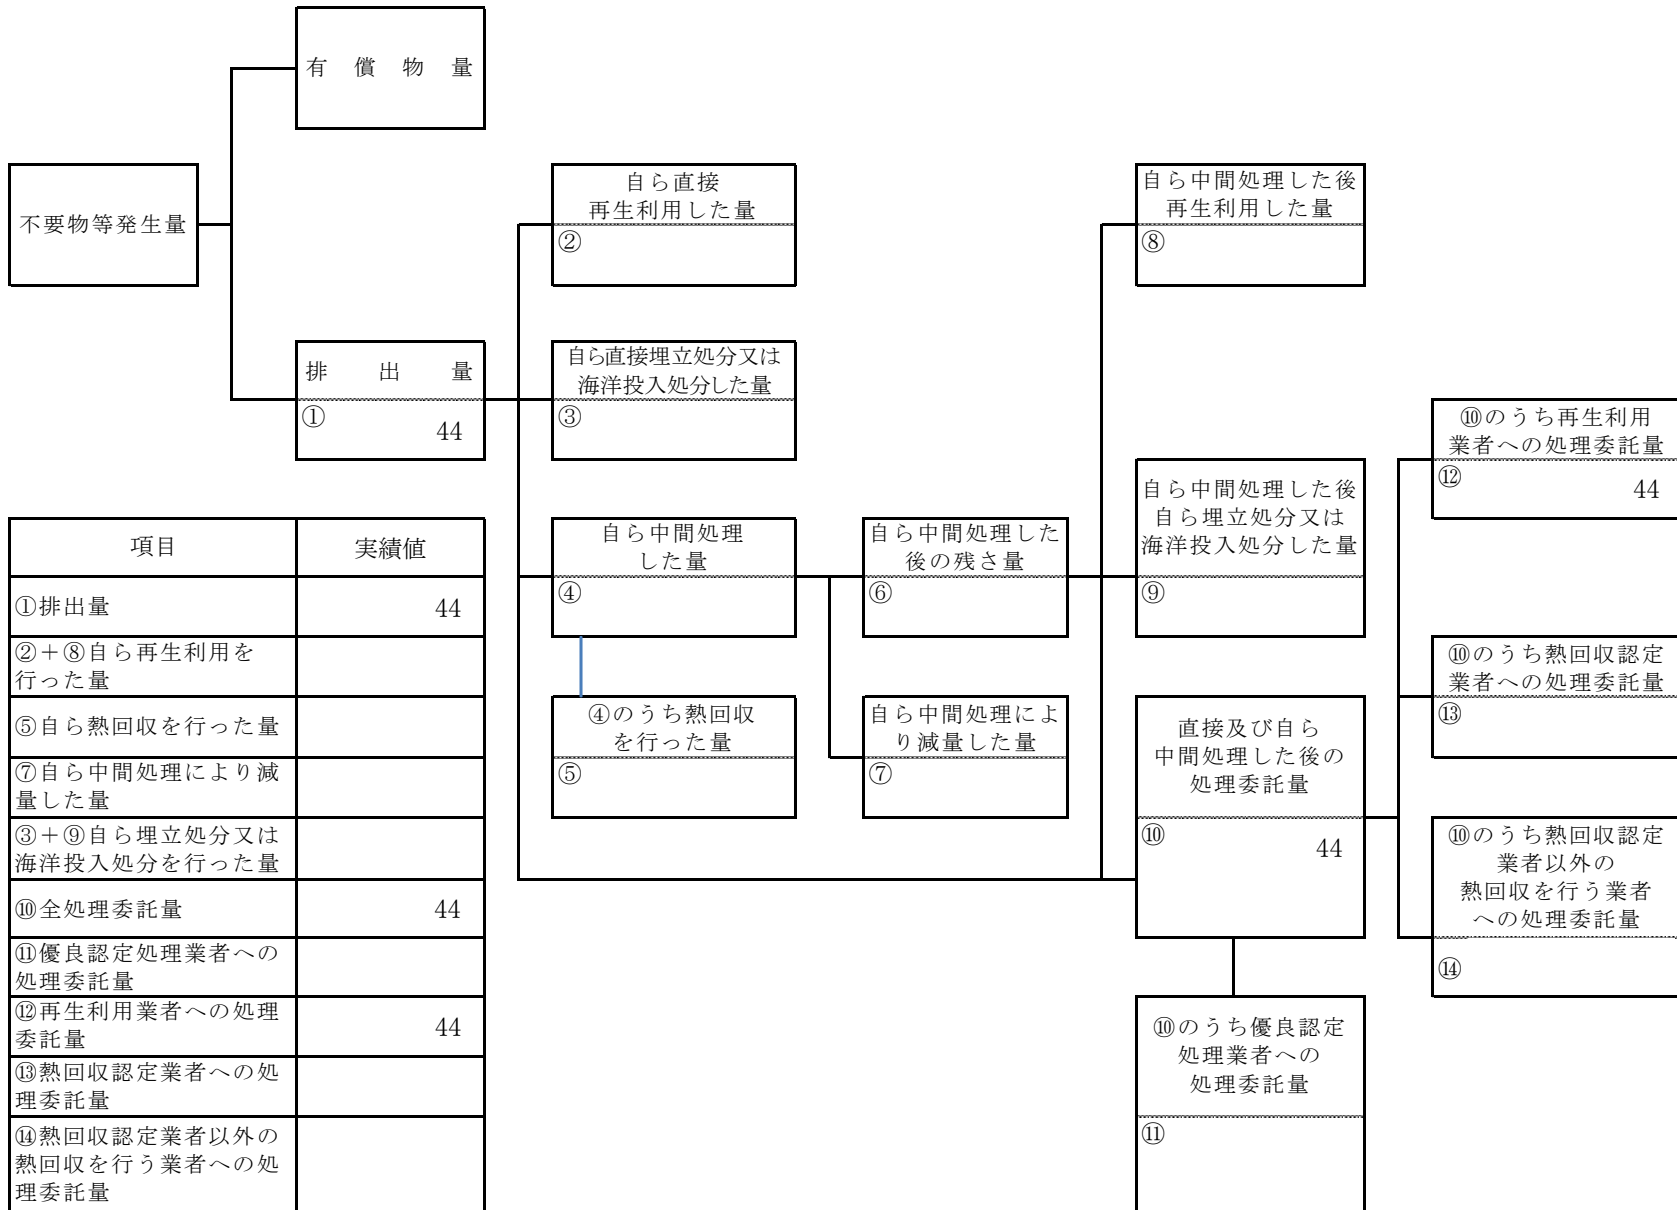 有償物量
不要物等発生量
排出量
①
44
自ら直接
再生利用した量
②
自ら直接埋立処分又は
海洋投入処分した量
③
自ら中間処理
した量
④
④のうち熱回収
を行った量
⑤
自ら中間処理した
後の残さ量
⑥
自ら中間処理によ
り減量した量
⑦
自ら中間処理した後
再生利用した量
⑧
自ら中間処理した後
自ら埋立処分又は
海洋投入処分した量
⑨
直接及び自ら
中間処理した後の
処理委託量
⑩
44
⑩のうち優良認定
処理業者への
処理委託量
⑪
⑩のうち再生利用
業者への処理委託量
⑫
44
⑩のうち熱回収認定
業者への処理委託量
⑬
⑩のうち熱回収認定
業者以外の
熱回収を行う業者
への処理委託量
⑭
項目 実績値
①排出量 44
②+⑧自ら再生利用を
行った量
⑤自ら熱回収を行った量
⑦自ら中間処理により減
量した量
③+⑨自ら埋立処分又は
海洋投入処分を行った量
⑩全処理委託量 44
⑪優良認定処理業者への
処理委託量
⑫再生利用業者への処理
委託量 44
⑬熱回収認定業者への処
理委託量
⑭熱回収認定業者以外の
熱回収を行う業者への処
理委託量